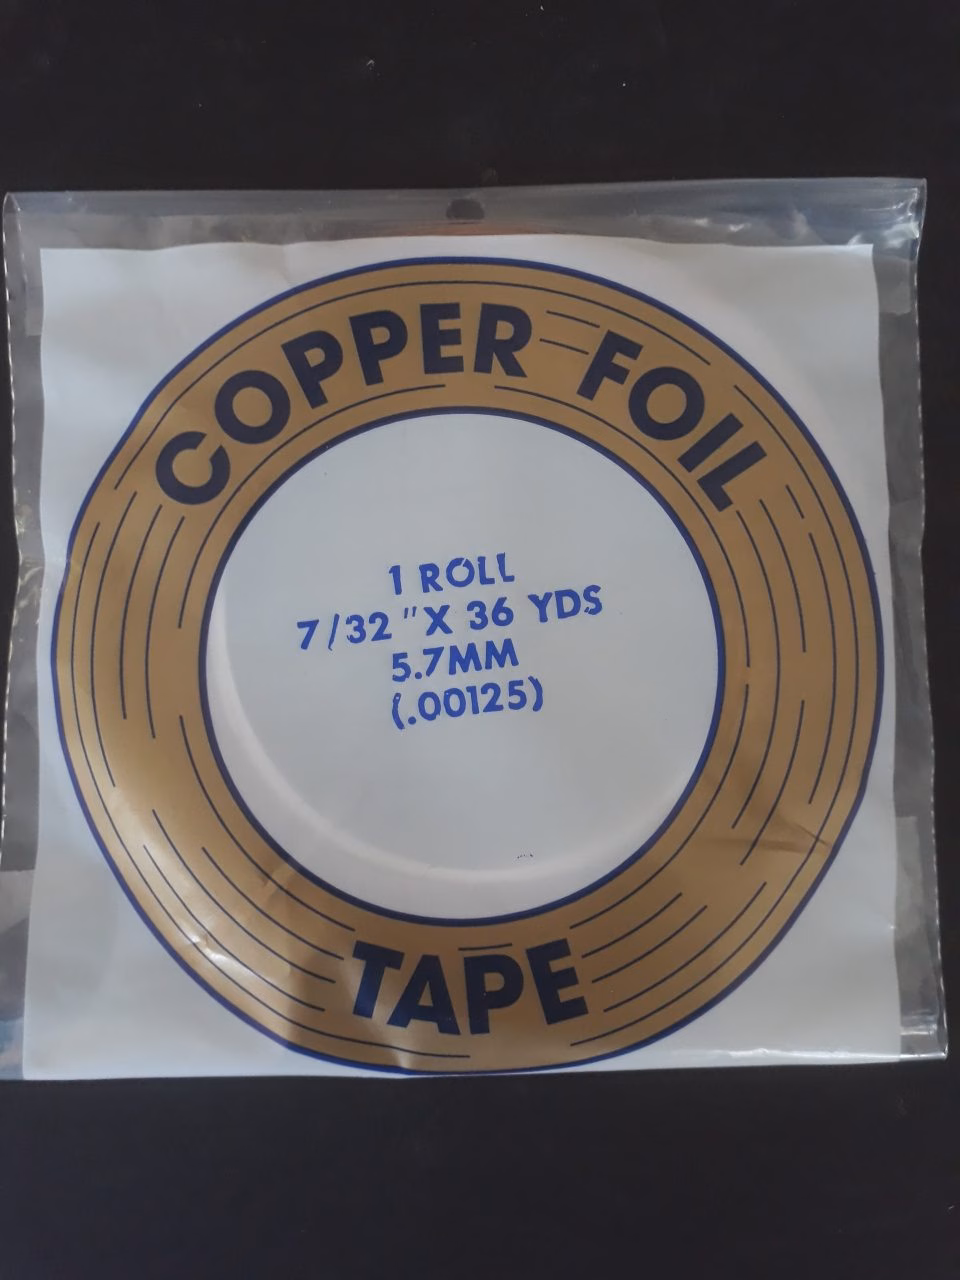 COPPER FOIL
1 ROLL
7/32 "X 36 YDS
5.7MM
(.00125)
TAPE